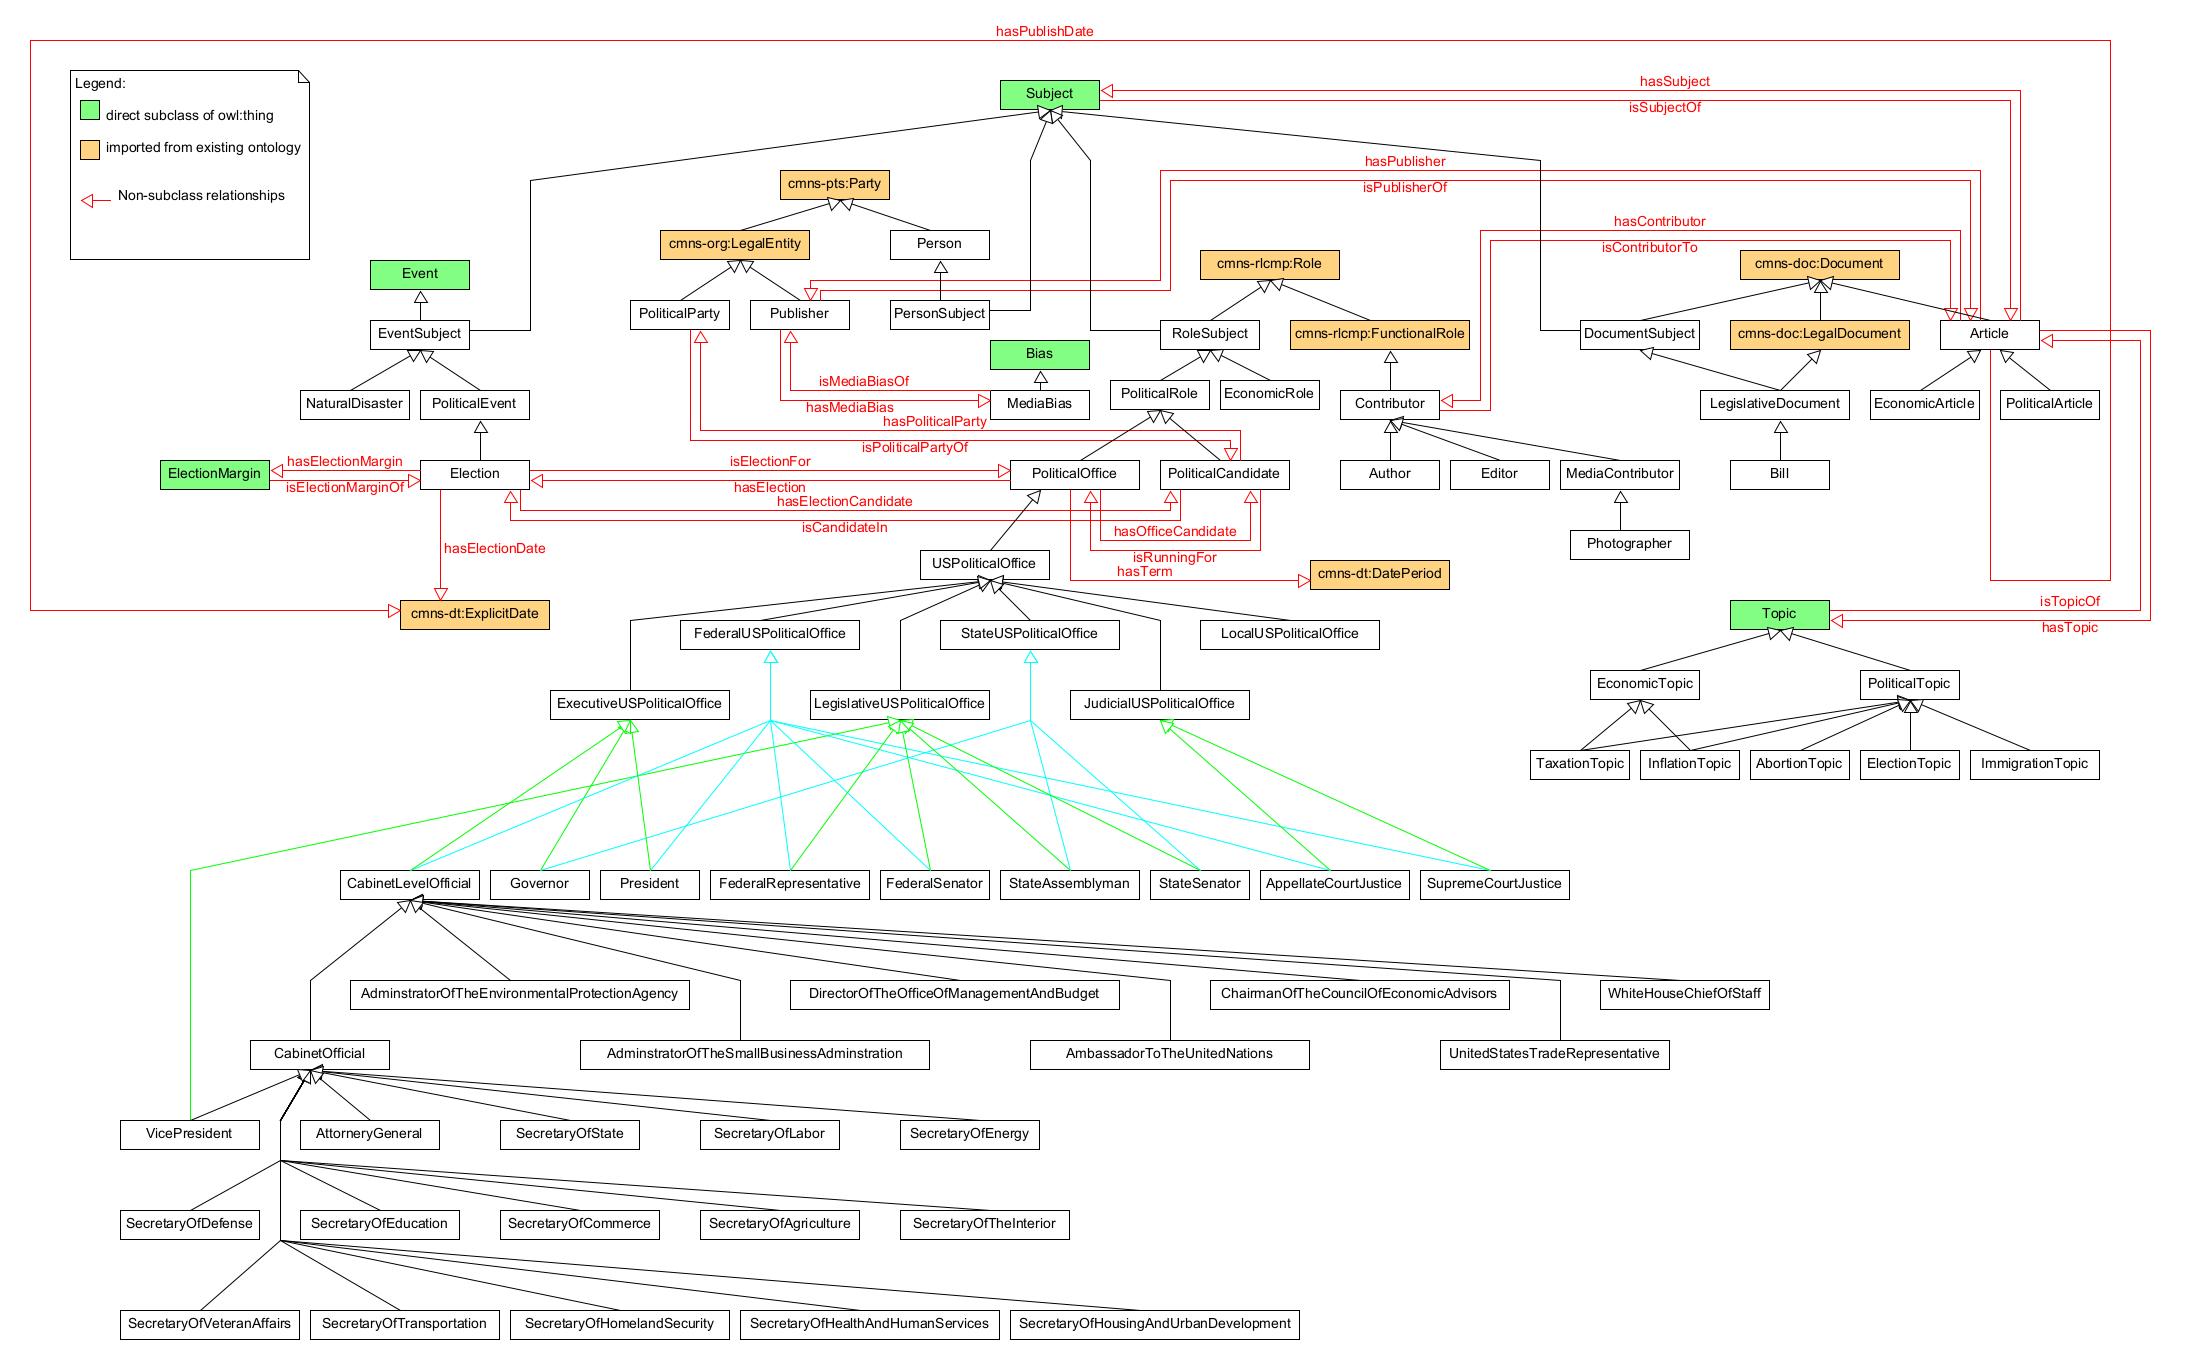 hasPublishDate
Legend:
direct subclass of owl:thing
imported from existing ontology
Non-subclass relationships
Subject
hasSubject
isSubjectOf
hasPublisher
isPublisherOf
cmns-pts:Party
hasContributor
isContributorTo
cmns-org:LegalEntity
Person
cmns-rlcmp:Role
cmns-doc:Document
Event
PoliticalParty
Publisher
PersonSubject
EventSubject
RoleSubject
cmns-rlcmp:FunctionalRole
DocumentSubject
cmns-doc:LegalDocument
Article
Bias
isMediaBiasOf
hasMediaBias
MediaBias
NaturalDisaster
PoliticalEvent
PoliticalRole
EconomicRole
Contributor
LegislativeDocument
EconomicArticle
PoliticalArticle
hasPoliticalParty
isPoliticalPartyOf
ElectionMargin
hasElectionMargin
isElectionMarginOf
Election
isElectionFor
hasElection
PoliticalOffice
PoliticalCandidate
Author
Editor
MediaContributor
Bill
hasElectionCandidate
isCandidateIn
hasOfficeCandidate
isRunningFor
hasTerm
hasElectionDate
Photographer
USPoliticalOffice
cmns-dt:DatePeriod
cmns-dt:ExplicitDate
Topic
isTopicOf
hasTopic
FederalUSPoliticalOffice
StateUSPoliticalOffice
LocalUSPoliticalOffice
EconomicTopic
PoliticalTopic
ExecutiveUSPoliticalOffice
LegislativeUSPoliticalOffice
JudicialUSPoliticalOffice
TaxationTopic
InflationTopic
AbortionTopic
ElectionTopic
ImmigrationTopic
CabinetLevelOfficial
Governor
President
FederalRepresentative
FederalSenator
StateAssemblyman
StateSenator
AppellateCourtJustice
SupremeCourtJustice
AdminstratorOfTheEnvironmentalProtectionAgency
DirectorOfTheOfficeOfManagementAndBudget
ChairmanOfTheCouncilOfEconomicAdvisors
WhiteHouseChiefOfStaff
CabinetOfficial
AdminstratorOfTheSmallBusinessAdminstration
AmbassadorToTheUnitedNations
UnitedStatesTradeRepresentative
VicePresident
AttorneryGeneral
SecretaryOfState
SecretaryOfLabor
SecretaryOfEnergy
SecretaryOfDefense
SecretaryOfEducation
SecretaryOfCommerce
SecretaryOfAgriculture
SecretaryOfTheInterior
SecretaryOfVeteranAffairs
SecretaryOfTransportation
SecretaryOfHomelandSecurity
SecretaryOfHealthAndHumanServices
SecretaryOfHousingAndUrbanDevelopment